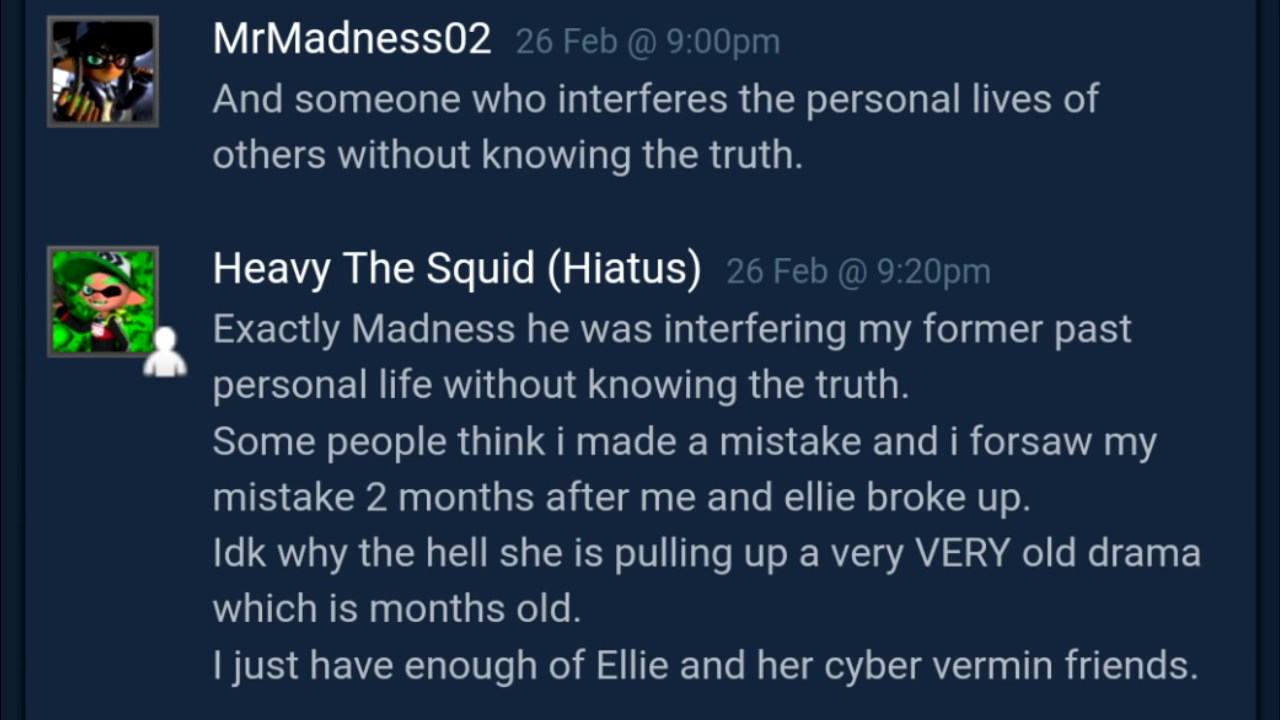 MrMadness02 26 Feb @ 9:00pm
And someone who interferes the personal lives of
others without knowing the truth.
Heavy The Squid (Hiatus) 26 Feb @ 9:20pm
Exactly Madness he was interfering my former past
personal life without knowing the truth.
Some people think i made a mistake and i forsaw my
mistake 2 months after me and ellie broke up.
Idk why the hell she is pulling up a very VERY old drama
which is months old.
I just have enough of Ellie and her cyber vermin friends.